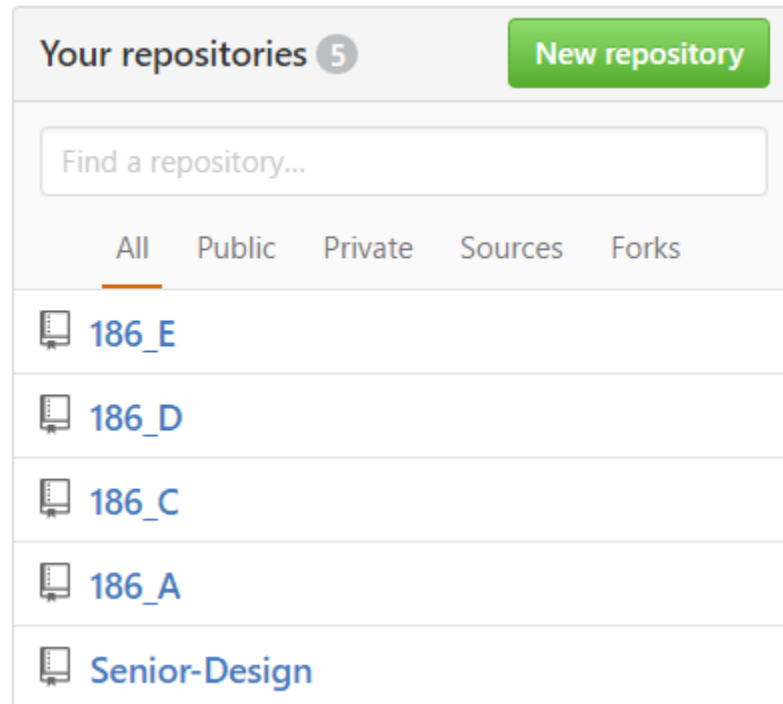 Your repositories 5 New repository
Find a repository...
All Public Private Sources Forks
186_E
186_D
186_C
186_A
Senior-Design